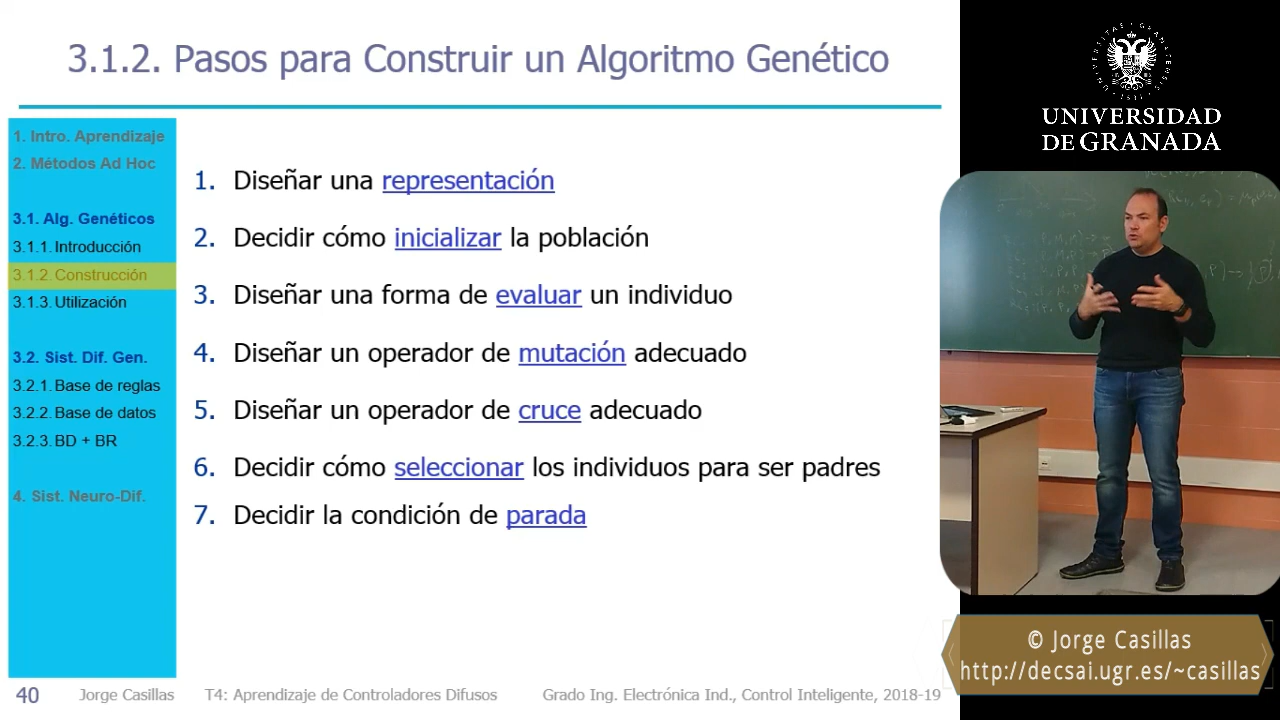 3.1.2. Pasos para Construir un Algoritmo Genético
1. Intro. Aprendizaje
2. Métodos Ad Hoc
3.1. Alg. Genéticos
3.1.1. Introducción
3.1.2. Construcción
3.1.3. Utilización
3.2. Sist. Dif. Gen.
3.2.1. Base de reglas
3.2.2. Base de datos
3.2.3. BD + BR
4. Sist. Neuro-Dif.
1. Diseñar una representación
2. Decidir cómo inicializar la población
3. Diseñar una forma de evaluar un individuo
4. Diseñar un operador de mutación adecuado
5. Diseñar un operador de cruce adecuado
6. Decidir cómo seleccionar los individuos para ser padres
7. Decidir la condición de parada
40 Jorge Casillas T4: Aprendizaje de Controladores Difusos Grado Ing. Electrónica Ind., Control Inteligente, 2018-19
UNIVERSIDAD
DE GRANADA
© Jorge Casillas
http://decsai.ugr.es/~casillas